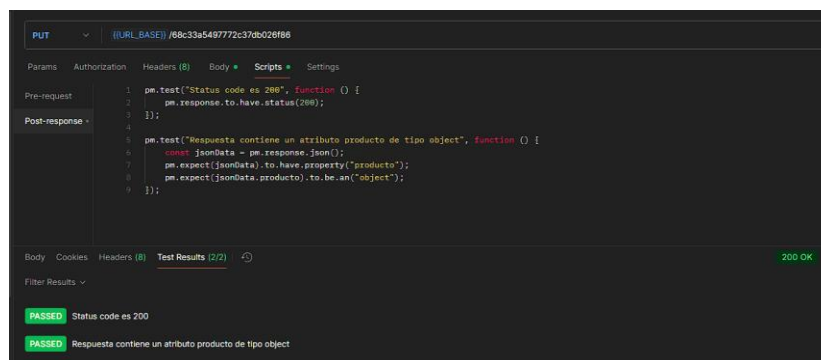 PUT {{URL_BASE}} /68c33a5497772c37db026f86
Params Authorization Headers (8) Body Scripts Settings
Pre-request
Post-response
1 pm.test("Status code es 200", function () {
2 pm.response.to.have.status(200);
3 });
4
5 pm.test("Respuesta contiene un atributo producto de tipo object", function () {
6 const jsonData = pm.response.json();
7 pm.expect(jsonData).to.have.property("producto");
8 pm.expect(jsonData.producto).to.be.an("object");
9 });
Body Cookies Headers (8) Test Results (2/2) 200 OK
Filter Results
PASSED Status code es 200
PASSED Respuesta contiene un atributo producto de tipo object